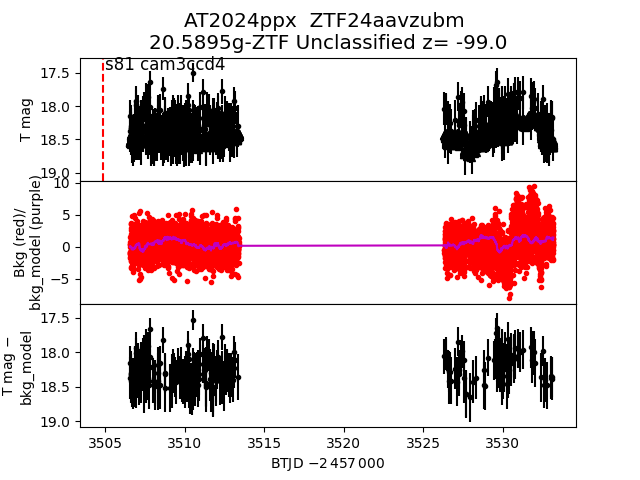 AT2024ppx  ZTF24aavzubm
20.5895g-ZTF Unclassified z= -99.0
s81 cam3ccd4
T mag
17.5
18.0
18.5
19.0
Bkg (red)/
bkg_model (purple)
10
5
0
−5
T mag −
bkg_model
17.5
18.0
18.5
19.0
3505 3510 3515 3520 3525 3530
BTJD −2 457 000